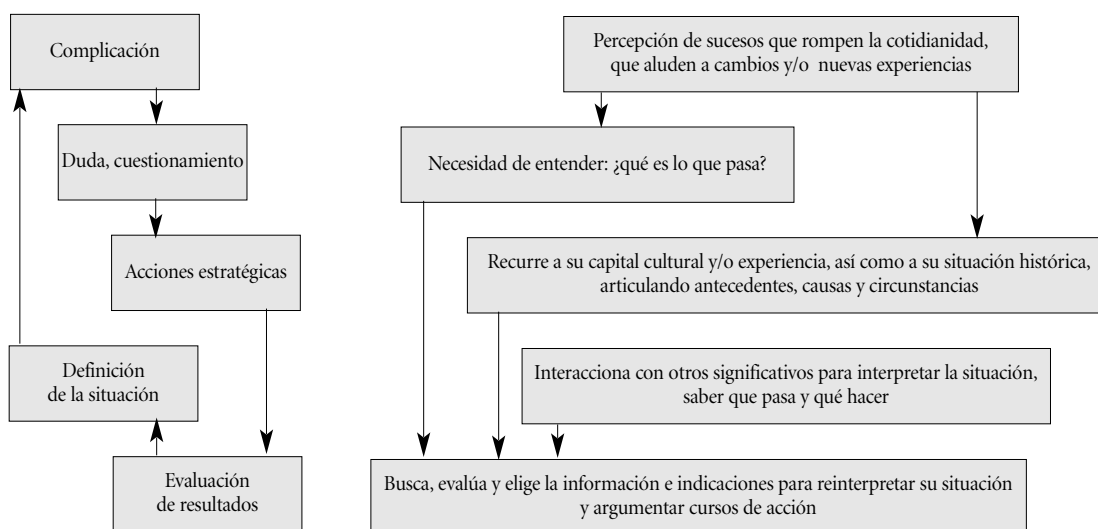 Complicación
Duda, cuestionamiento
Acciones estratégicas
Definición
de la situación
Evaluación
de resultados
Percepción de sucesos que rompen la cotidianidad,
que aluden a cambios y/o nuevas experiencias
Necesidad de entender: ¿qué es lo que pasa?
Recurre a su capital cultural y/o experiencia, así como a su situación histórica,
articulando antecedentes, causas y circunstancias
Interacciona con otros significativos para interpretar la situación,
saber que pasa y qué hacer
Busca, evalúa y elige la información e indicaciones para reinterpretar su situación
y argumentar cursos de acción